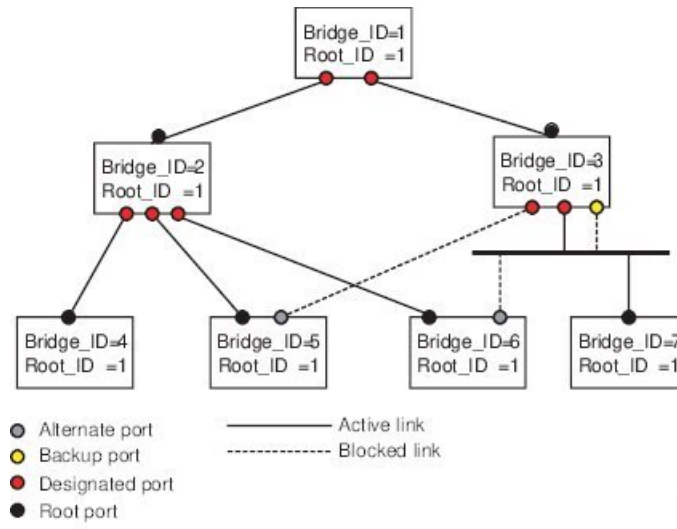 Bridge_ID=1
Root_ID =1
Bridge_ID=2
Root_ID =1
Bridge_ID=3
Root_ID =1
Bridge_ID=4
Root_ID =1
Bridge_ID=5
Root_ID =1
Bridge_ID=6
Root_ID =1
Bridge_ID=7
Root_ID =1
Alternate port
Backup port
Designated port
Root port
Active link
Blocked link